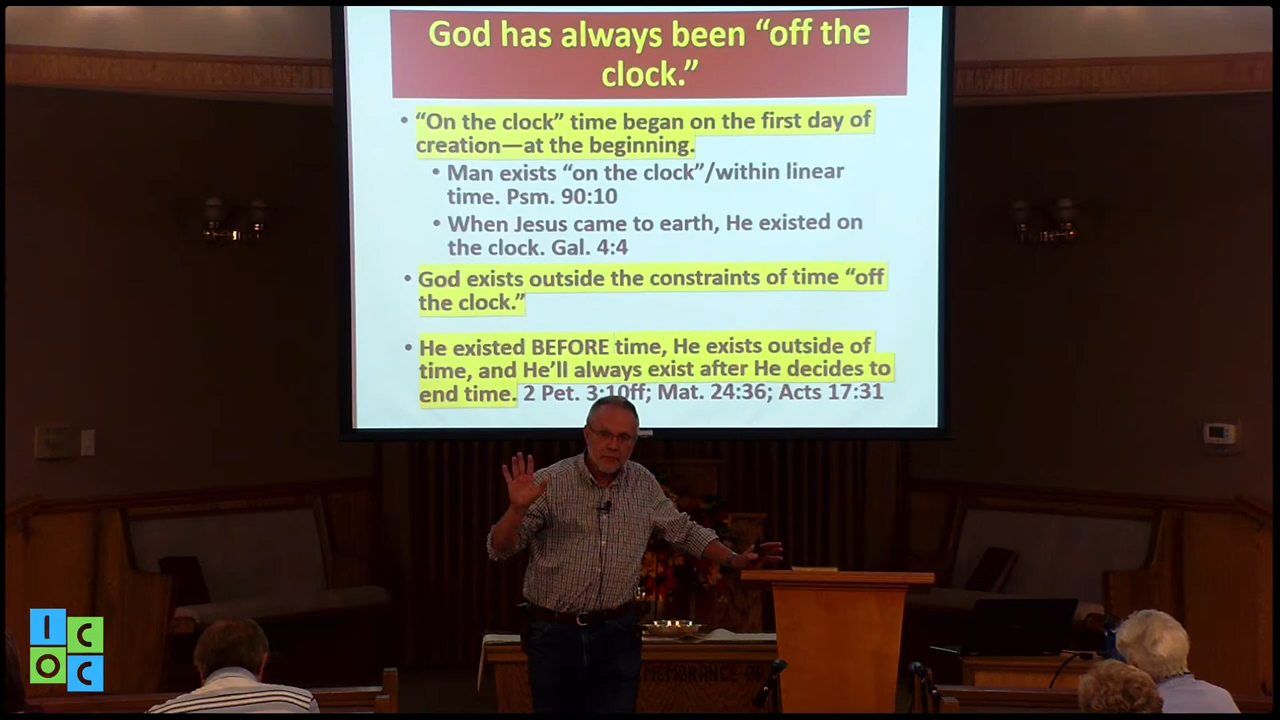 God has always been “off the
clock.”
• “On the clock” time began on the first day of
creation—at the beginning.
• Man exists “on the clock”/within linear
time. Psm. 90:10
• When Jesus came to earth, He existed on
the clock. Gal. 4:4
• God exists outside the constraints of time “off
the clock.”
• He existed BEFORE time, He exists outside of
time, and He’ll always exist after He decides to
end time. 2 Pet. 3:10ff; Mat. 24:36; Acts 17:31
EMBRANCE OF
I C
O C